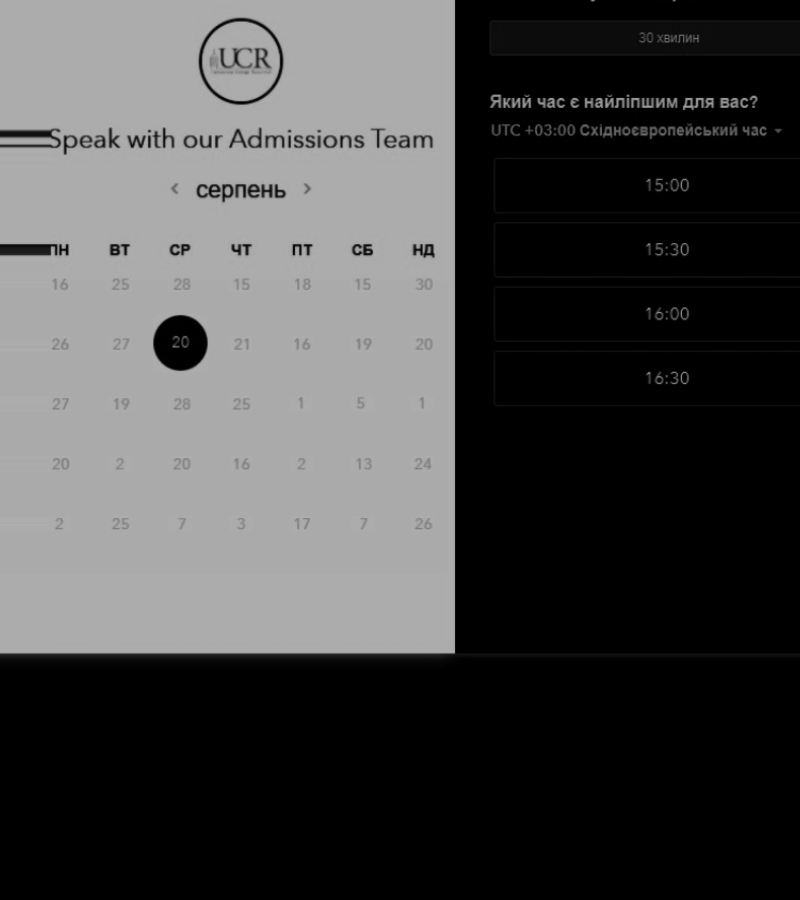 UCR
Speak with our Admissions Team
серпень
ПН ВТ СР ЧТ ПТ СБ НД
16 25 28 15 18 15 30
26 27 20 21 16 19 20
27 19 28 25 1 5 1
20 2 20 16 2 13 24
2 25 7 3 17 7 26
30 хвилин
Який час є найліпшим для вас?
UTC +03:00 Східноєвропейський час
15:00
15:30
16:00
16:30